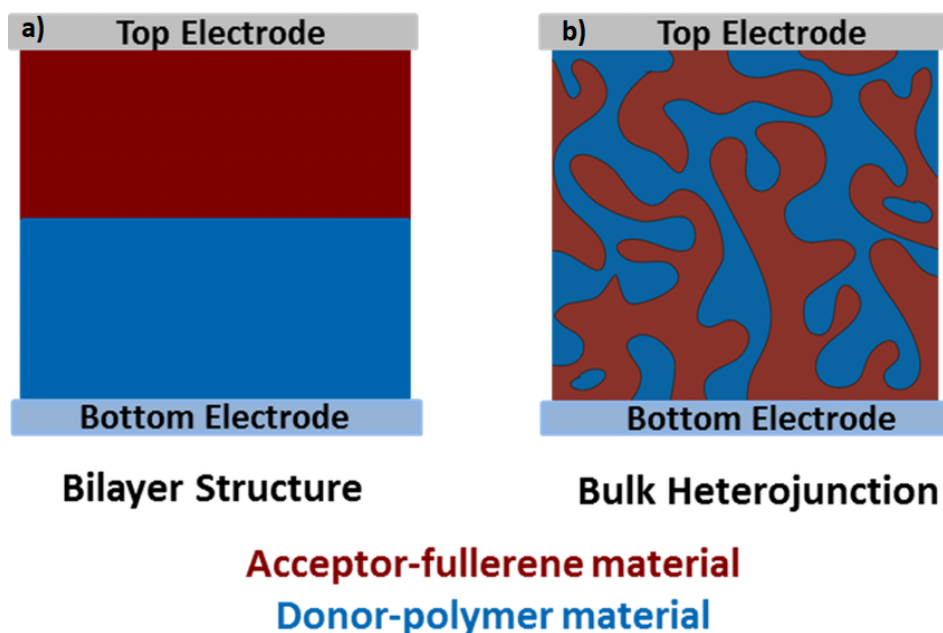 a)
Top Electrode
Bottom Electrode
Bilayer Structure
b)
Top Electrode
Bottom Electrode
Bulk Heterojunction
Acceptor-fullerene material
Donor-polymer material